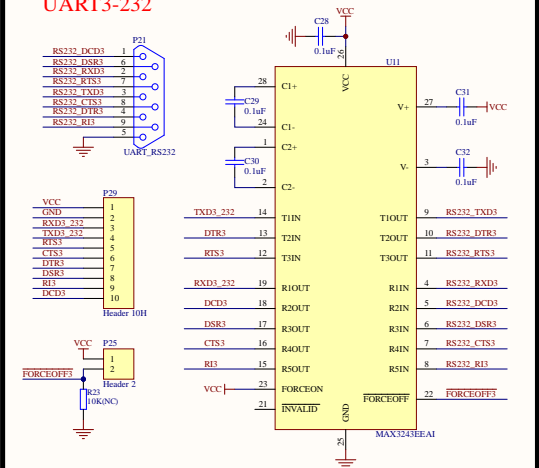 UART3-232
P21
RS232_DCD3 1
RS232_DSR3 6
RS232_RXD3 2
RS232_RTS3 7
RS232_TXD3 3
RS232_CTS3 8
RS232_DTR3 4
RS232_RI3 9
5
UART_RS232
P29
VCC 1
GND 2
RXD3_232 3
TXD3_232 4
RTS3 5
CTS3 6
DTR3 7
DSR3 8
RI3 9
DCD3 10
Header 10H
VCC
P25
1
2
FORCEOFF3
Header 2
R23
10K(NC)
VCC
C28
0.1uF
26
U11
VCC
28 C1+
C29
0.1uF
24 C1-
1 C2+
C30
0.1uF
2 C2-
V+ 27
C31
VCC
0.1uF
V- 3
C32
0.1uF
TXD3_232 14 T1IN T1OUT 9 RS232_TXD3
DTR3 13 T2IN T2OUT 10 RS232_DTR3
RTS3 12 T3IN T3OUT 11 RS232_RTS3
RXD3_232 19 R1OUT R1IN 4 RS232_RXD3
DCD3 18 R2OUT R2IN 5 RS232_DCD3
DSR3 17 R3OUT R3IN 6 RS232_DSR3
CTS3 16 R4OUT R4IN 7 RS232_CTS3
RI3 15 R5OUT R5IN 8 RS232_RI3
VCC 23 FORCEON
FORCEOFF 22 FORCEOFF3
21 INVALID
GND
25
MAX3243EEAI